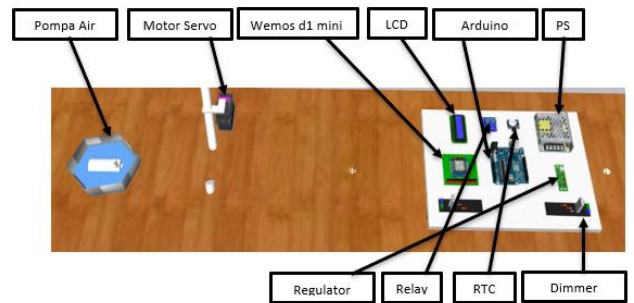 Pompa Air
Motor Servo
Wemos d1 mini
LCD
Arduino
PS
Regulator
Relay
RTC
Dimmer